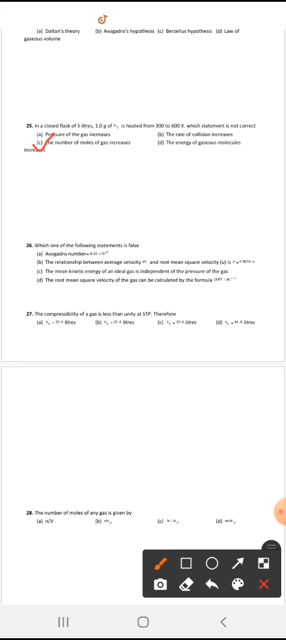 (a) Dalton's theory (b) Avogadro's hypothesis (c) Berzelius hypothesis (d) Law of
gaseous volume
25. In a closed flask of 5 litres, 1.0 g of H₂ is heated from 300 to 600 K. which statement is not correct
(a) Pressure of the gas increases (b) The rate of collision increases
(c) The number of moles of gas increases (d) The energy of gaseous molecules
increases
26. Which one of the following statements is false
(a) Avogadro number=
(b) The relationship between average velocity and root mean square velocity (u) is
(c) The mean kinetic energy of an ideal gas is independent of the pressure of the gas
(d) The root mean square velocity of the gas can be calculated by the formula
27. The compressibility of a gas is less than unity at STP. Therefore
(a) litres (b) litres (c) litres (d) litres
28. The number of moles of any gas is given by
(a) n/V (b) (c) (d)